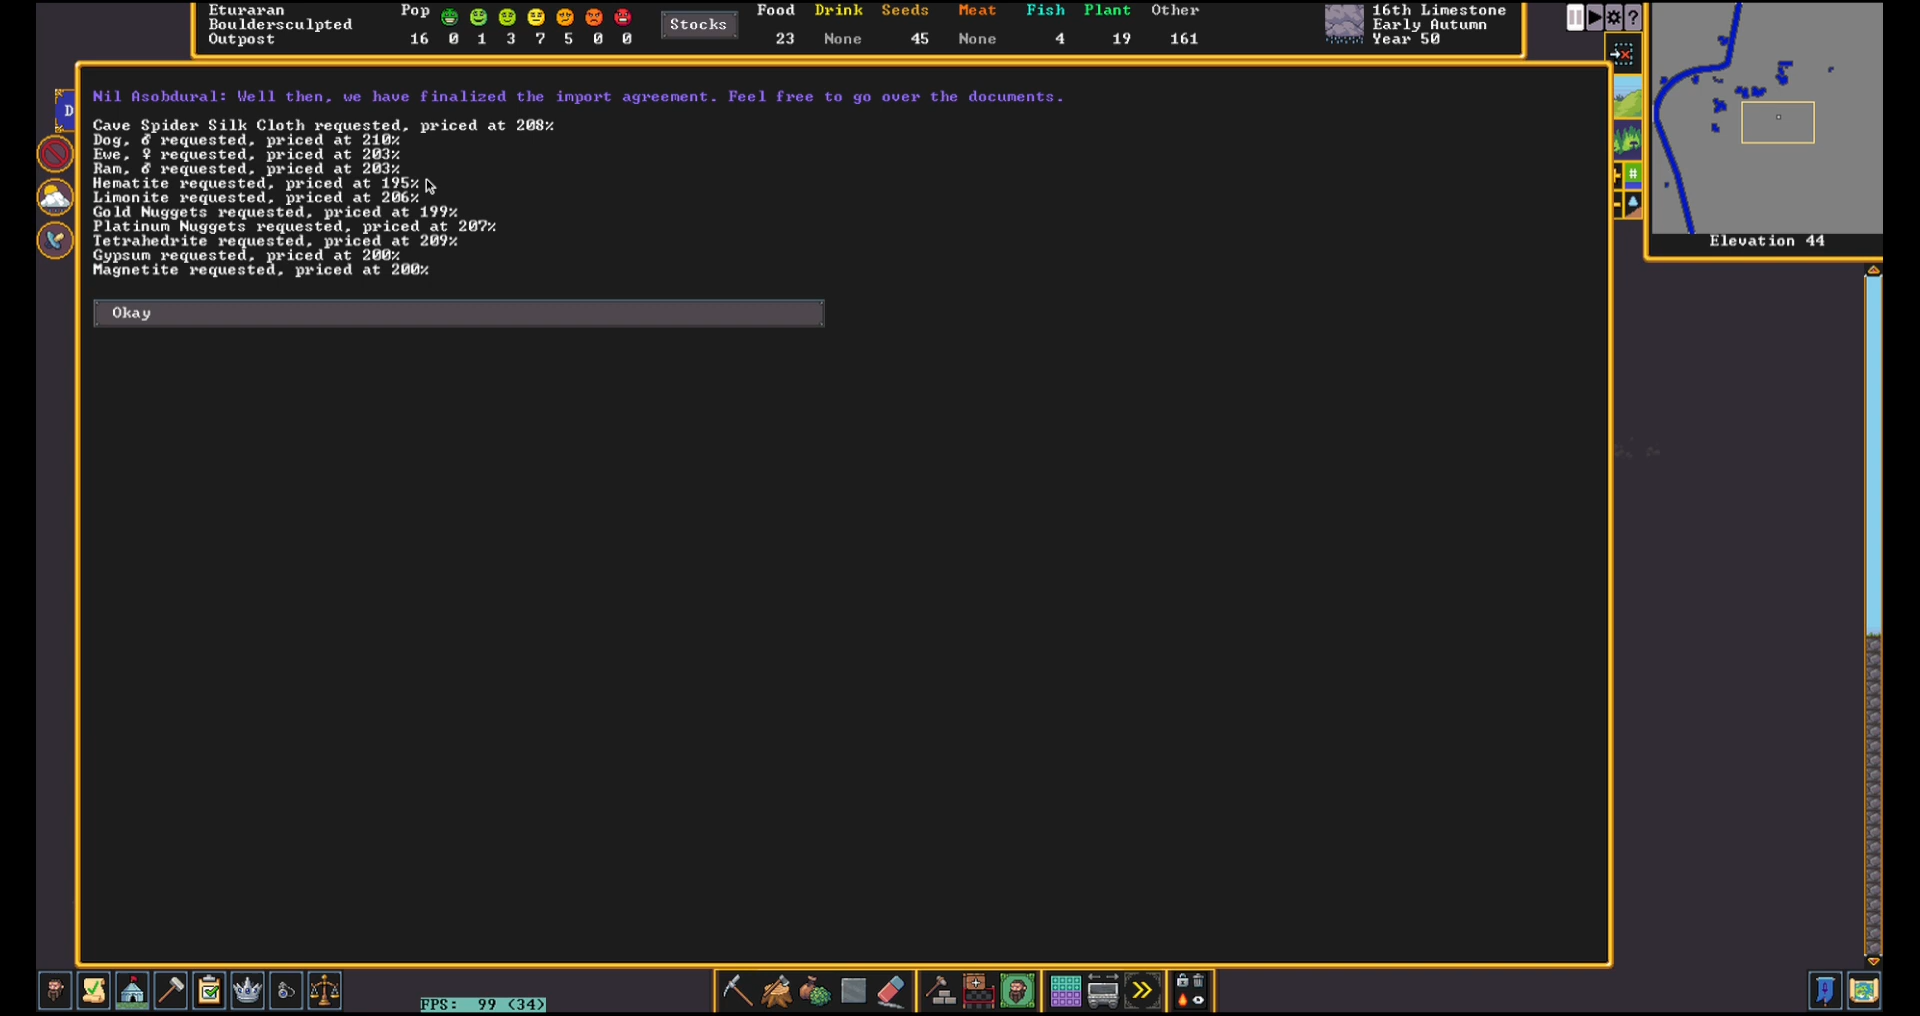 Eturaran
Bouldersculpted
Outpost
Pop
16 0 1 3 7 5 0 0
Stocks
Food Drink Seeds Meat Fish Plant Other
23 None 45 None 4 19 161
16th Limestone
Early Autumn
Year 50
?
D
Nil Asobdural: Well then, we have finalized the import agreement. Feel free to go over the documents.
Cave Spider Silk Cloth requested, priced at 208%
Dog, ♂ requested, priced at 210%
Ewe, ♀ requested, priced at 203%
Ram, ♂ requested, priced at 203%
Hematite requested, priced at 195%
Limonite requested, priced at 206%
Gold Nuggets requested, priced at 199%
Platinum Nuggets requested, priced at 207%
Tetrahedrite requested, priced at 209%
Gypsum requested, priced at 200%
Magnetite requested, priced at 200%
Okay
Elevation 44
FPS: 99 (34)